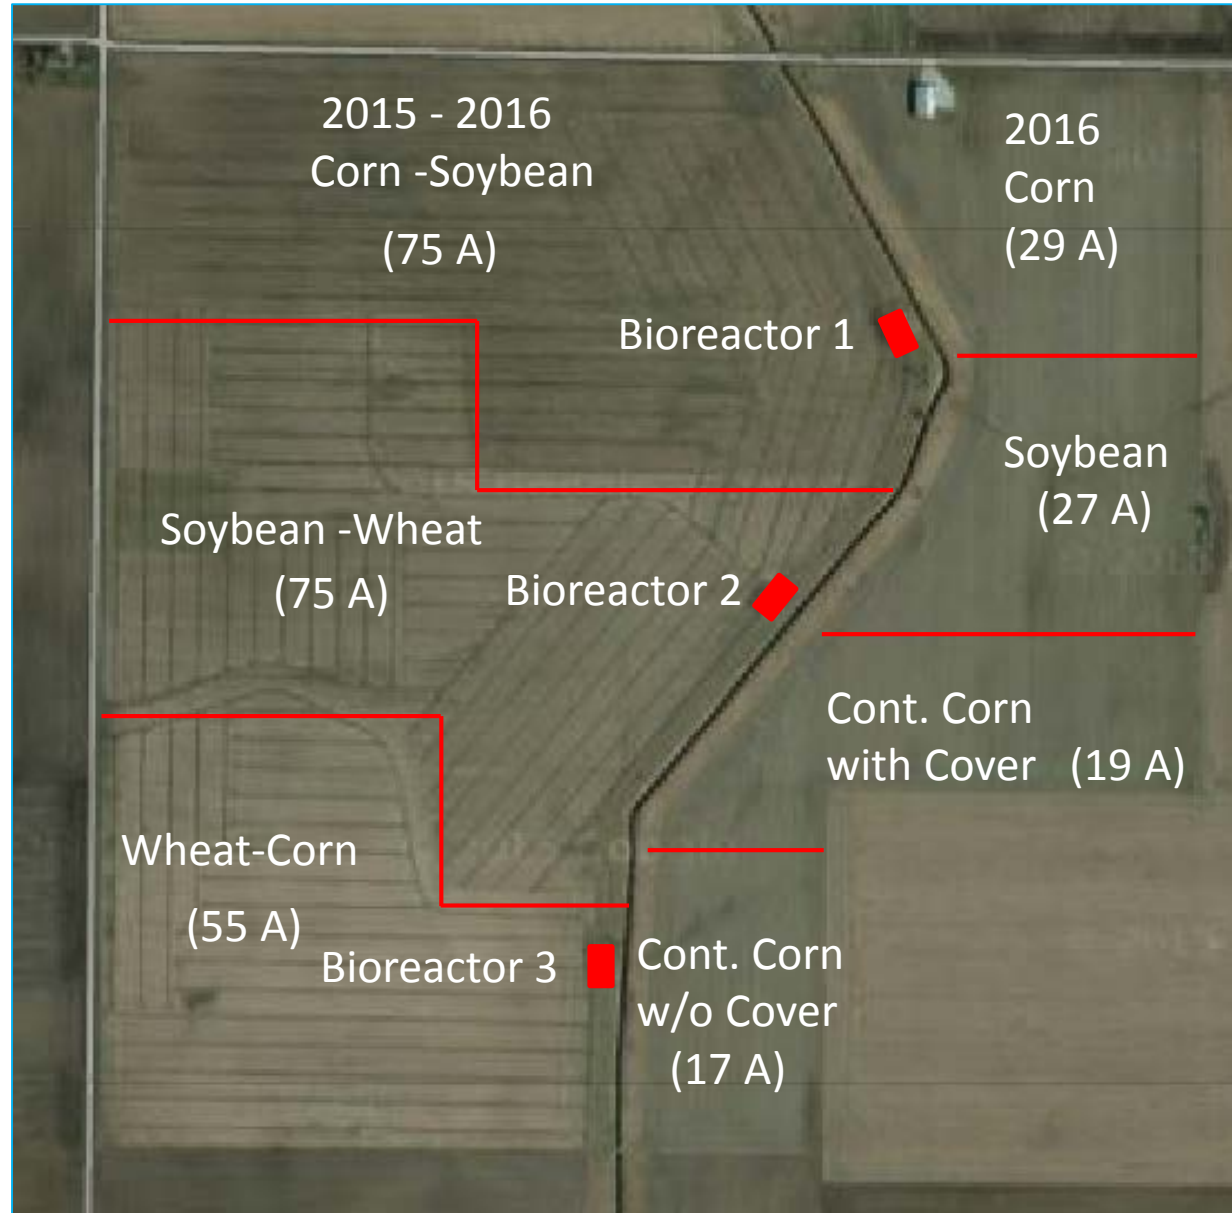 2015 - 2016
Corn -Soybean
(75 A)
2016
Corn
(29 A)
Bioreactor 1
Soybean
(27 A)
Soybean -Wheat
(75 A)
Bioreactor 2
Cont. Corn
with Cover (19 A)
Wheat-Corn
(55 A)
Bioreactor 3
Cont. Corn
w/o Cover
(17 A)